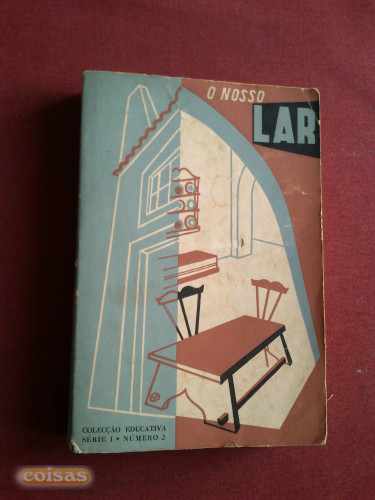 O NOSSO
LAR
COLECÇÃO EDUCATIVA
SÉRIE I • NÚMERO 2
coisas